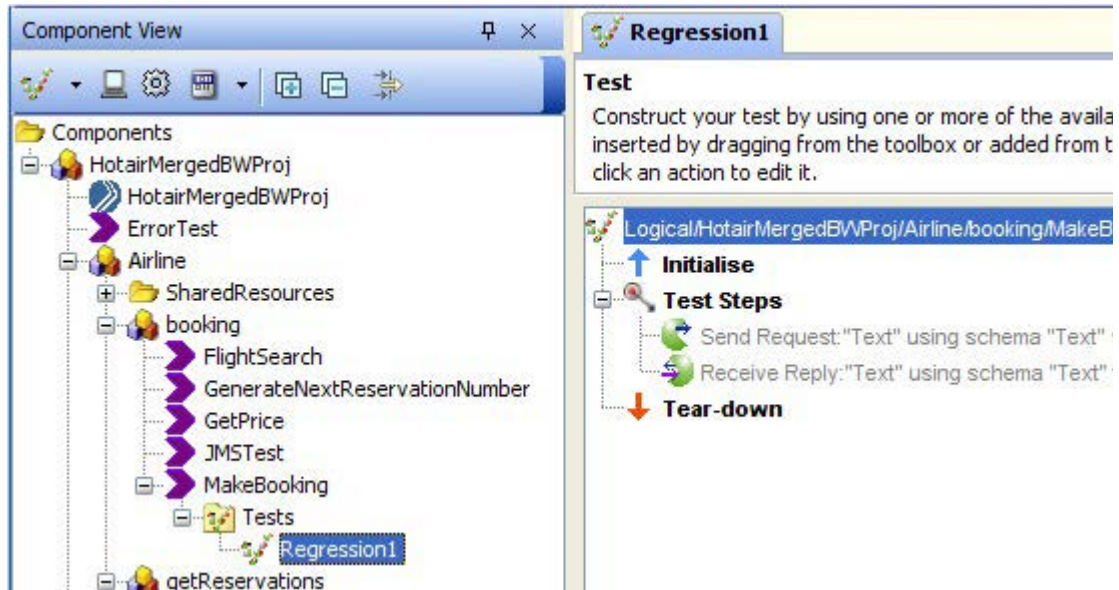 Component View
Components
HotairMergedBWProj
HotairMergedBWProj
ErrorTest
Airline
SharedResources
booking
FlightSearch
GenerateNextReservationNumber
GetPrice
JMSTest
MakeBooking
Tests
Regression1
getReservations
Regression1
Test
Construct your test by using one or more of the availa
inserted by dragging from the toolbox or added from t
click an action to edit it.
Logical/HotairMergedBWProj/Airline/booking/MakeB
Initialise
Test Steps
Send Request:"Text" using schema "Text"
Receive Reply:"Text" using schema "Text"
Tear-down